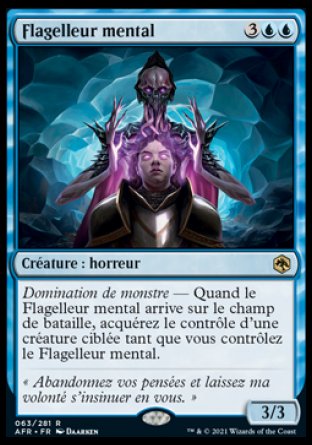 Flagelleur mental 3
Créature : horreur
Domination de monstre — Quand le
Flagelleur mental arrive sur le champ
de bataille, acquérez le contrôle d'une
créature ciblée tant que vous contrôlez
le Flagelleur mental.
« Abandonnez vos pensées et laissez ma
volonté s'insinuer en vous. »
3/3
063/281 R
AFR • FR Daarken
™ & © 2021 Wizards of the Coast